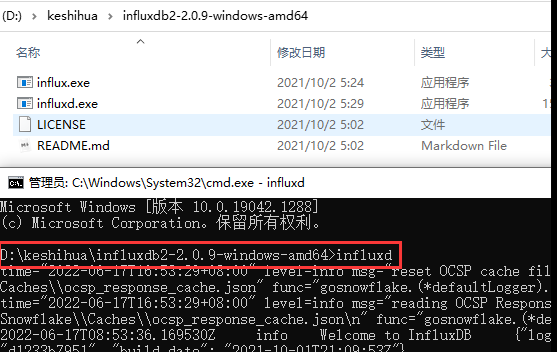 (D:) > keshihua > influxdb2-2.0.9-windows-amd64
名称 修改日期 类型 大
influx.exe 2021/10/2 5:24 应用程序
influxd.exe 2021/10/2 5:29 应用程序 15
LICENSE 2021/10/2 5:02 文件
README.md 2021/10/2 5:02 Markdown File
管理员: C:\Windows\System32\cmd.exe - influxd
Microsoft Windows [版本 10.0.19042.1288]
(c) Microsoft Corporation。保留所有权利。
D:\keshihua\influxdb2-2.0.9-windows-amd64>influxd
time="2022-06-17T16:53:29+08:00" level=info msg="reset OCSP cache fil
Caches\\ocsp_response_cache.json" func="gosnowflake.(*defaultLogger).
time="2022-06-17T16:53:29+08:00" level=info msg="reading OCSP Respons
Snowflake\\Caches\\ocsp_response_cache.json\n" func="gosnowflake.(*de
2022-06-17T08:53:36.169530Z info Welcome to InfluxDB {"log
"d1233b7951", "build_date": "2021-10-01T21:09:53Z"}